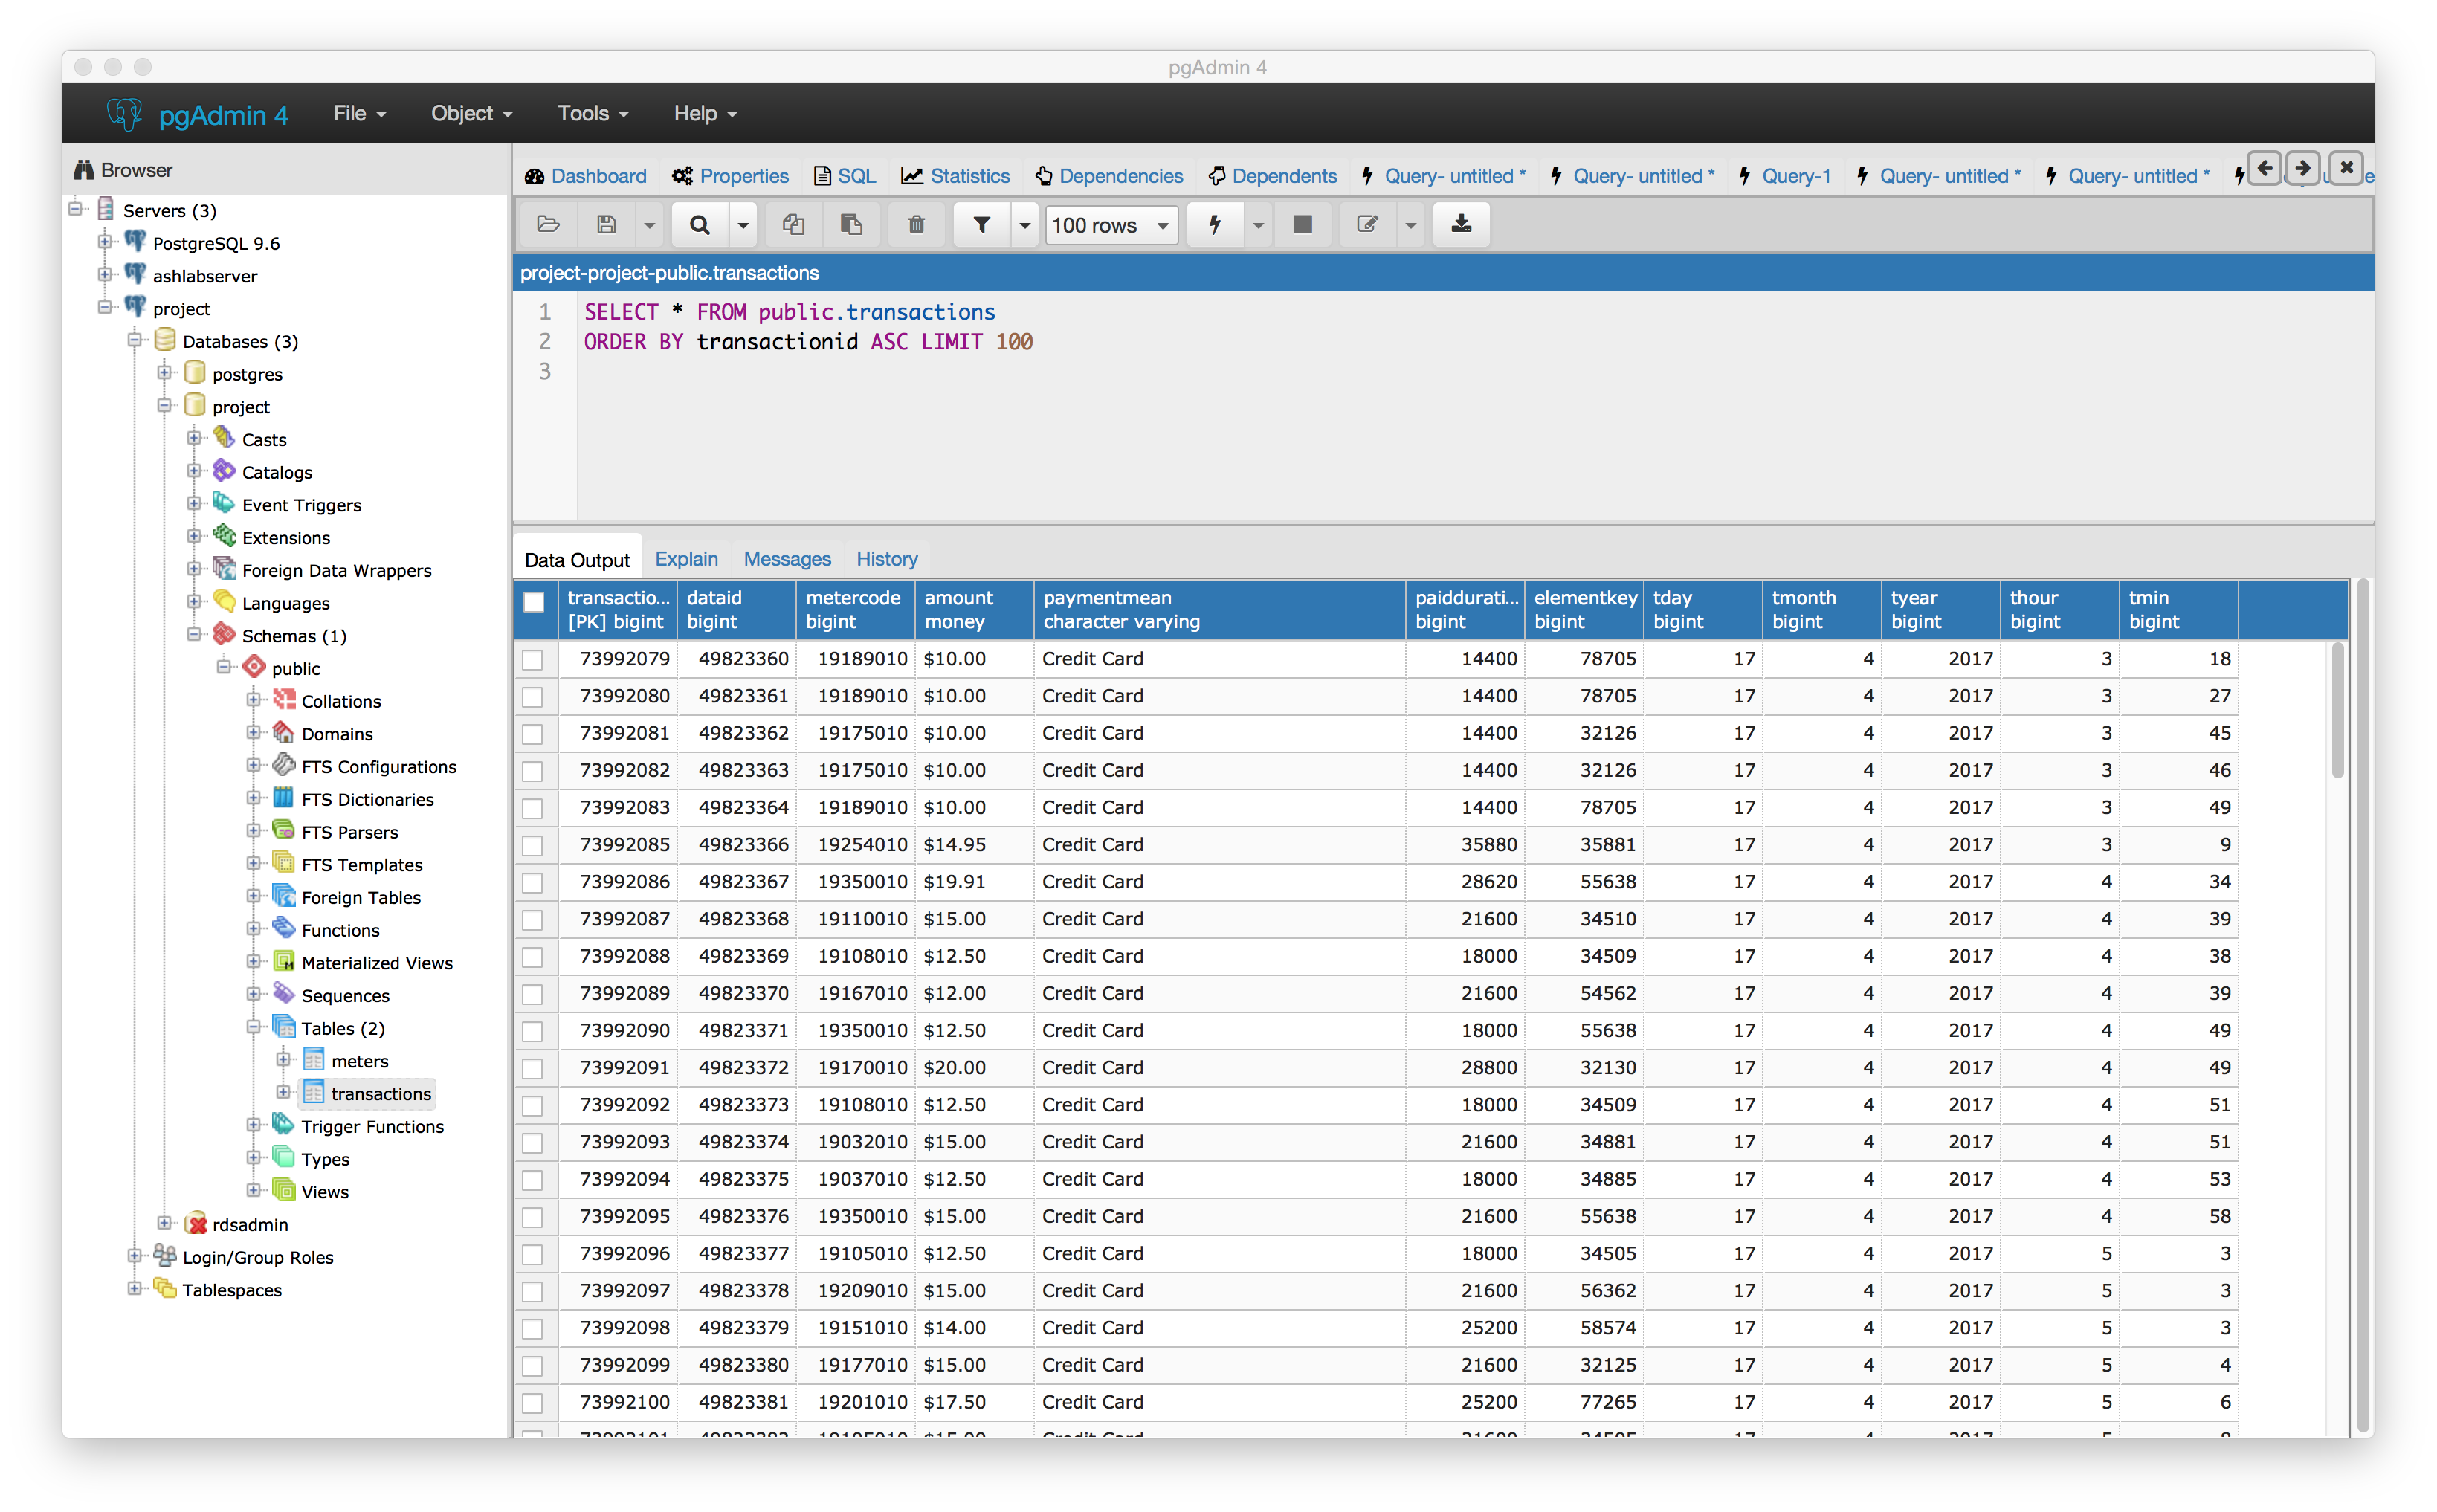 pgAdmin 4
pgAdmin 4 File Object Tools Help
Browser
Servers (3)
PostgreSQL 9.6
ashlabserver
project
Databases (3)
postgres
project
Casts
Catalogs
Event Triggers
Extensions
Foreign Data Wrappers
Languages
Schemas (1)
public
Collations
Domains
FTS Configurations
FTS Dictionaries
FTS Parsers
FTS Templates
Foreign Tables
Functions
Materialized Views
Sequences
Tables (2)
meters
transactions
Trigger Functions
Types
Views
rdsadmin
Login/Group Roles
Tablespaces
Dashboard Properties SQL Statistics Dependencies Dependents Query- untitled * Query- untitled * Query-1 Query- untitled * Query- untitled *
100 rows
project-project-public.transactions
1 SELECT * FROM public.transactions
2 ORDER BY transactionid ASC LIMIT 100
3
Data Output Explain Messages History
transactio... dataid metercode amount paymentmean paiddurati... elementkey tday tmonth tyear thour tmin
[PK] bigint bigint bigint money character varying bigint bigint bigint bigint bigint bigint bigint
73992079 49823360 19189010 $10.00 Credit Card 14400 78705 17 4 2017 3 18
73992080 49823361 19189010 $10.00 Credit Card 14400 78705 17 4 2017 3 27
73992081 49823362 19175010 $10.00 Credit Card 14400 32126 17 4 2017 3 45
73992082 49823363 19175010 $10.00 Credit Card 14400 32126 17 4 2017 3 46
73992083 49823364 19189010 $10.00 Credit Card 14400 78705 17 4 2017 3 49
73992085 49823366 19254010 $14.95 Credit Card 35880 35881 17 4 2017 3 9
73992086 49823367 19350010 $19.91 Credit Card 28620 55638 17 4 2017 4 34
73992087 49823368 19110010 $15.00 Credit Card 21600 34510 17 4 2017 4 39
73992088 49823369 19108010 $12.50 Credit Card 18000 34509 17 4 2017 4 38
73992089 49823370 19167010 $12.00 Credit Card 21600 54562 17 4 2017 4 39
73992090 49823371 19350010 $12.50 Credit Card 18000 55638 17 4 2017 4 49
73992091 49823372 19170010 $20.00 Credit Card 28800 32130 17 4 2017 4 49
73992092 49823373 19108010 $12.50 Credit Card 18000 34509 17 4 2017 4 51
73992093 49823374 19032010 $15.00 Credit Card 21600 34881 17 4 2017 4 51
73992094 49823375 19037010 $12.50 Credit Card 18000 34885 17 4 2017 4 53
73992095 49823376 19350010 $15.00 Credit Card 21600 55638 17 4 2017 4 58
73992096 49823377 19105010 $12.50 Credit Card 18000 34505 17 4 2017 5 3
73992097 49823378 19209010 $15.00 Credit Card 21600 56362 17 4 2017 5 3
73992098 49823379 19151010 $14.00 Credit Card 25200 58574 17 4 2017 5 3
73992099 49823380 19177010 $15.00 Credit Card 21600 32125 17 4 2017 5 4
73992100 49823381 19201010 $17.50 Credit Card 25200 77265 17 4 2017 5 6